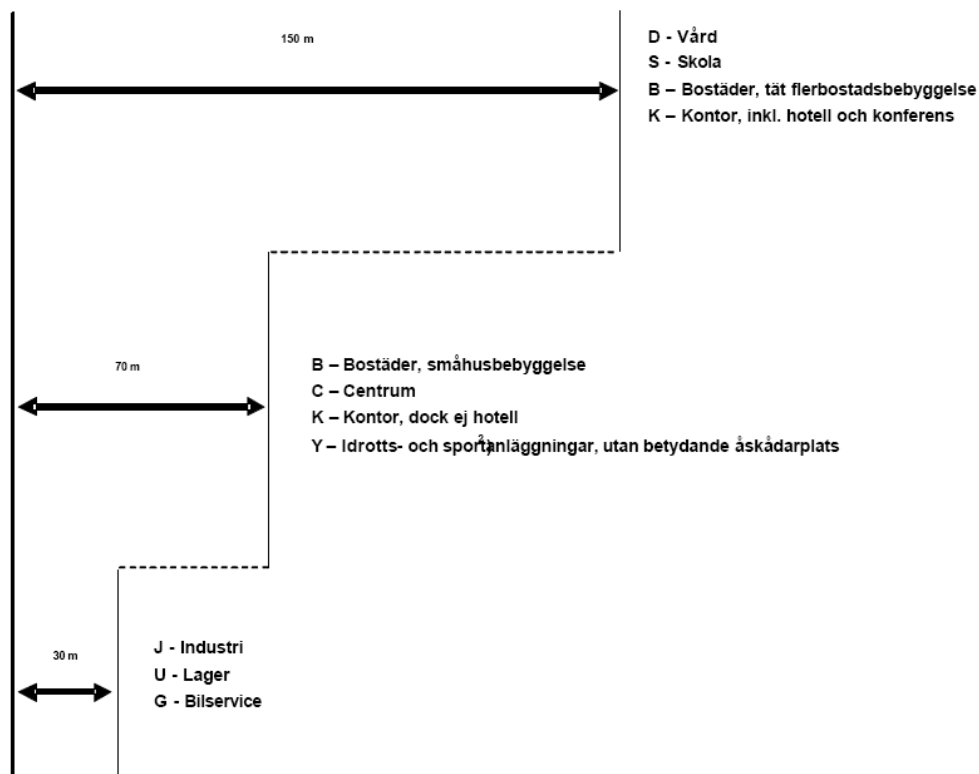 150 m
D - Vård
S - Skola
B – Bostäder, tät flerbostadsbebyggelse
K – Kontor, inkl. hotell och konferens
70 m
B – Bostäder, småhusbebyggelse
C – Centrum
K – Kontor, dock ej hotell
Y – Idrotts- och sportanläggningar, utan betydande åskådarplats
2)
30 m
J - Industri
U - Lager
G - Bilservice